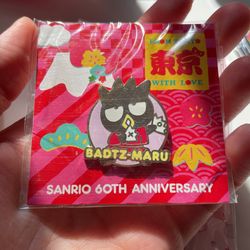 東京
WITH LOVE
BADTZ-MARU
SANRIO 60TH ANNIVERSARY